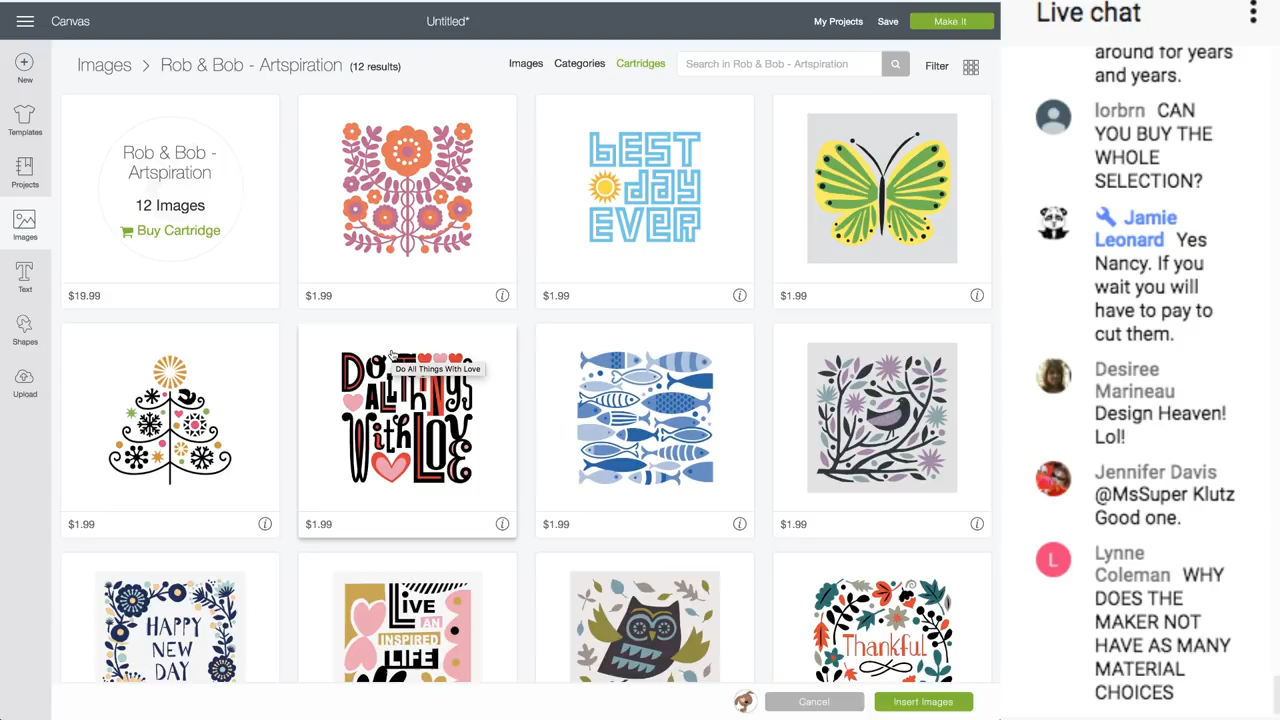 Canvas
Untitled*
My Projects
Save
Make It
New
Templates
Projects
Images
Text
Shapes
Upload
Images > Rob & Bob - Artspiration (12 results)
Images
Categories
Cartridges
Search in Rob & Bob - Artspiration
Filter
Rob & Bob -
Artspiration
12 Images
Buy Cartridge
$19.99
$1.99
BEST
day
EVER
$1.99
$1.99
$1.99
Do
ALL THINGS
With LOVE
Do All Things With Love
$1.99
$1.99
$1.99
HAPPY
NEW
DAY
LIVE
AN
INSPIRED
LIFE
Thankful
Cancel
Insert Images
Live chat
around for years
and years.
lorbrn CAN
YOU BUY THE
WHOLE
SELECTION?
Jamie
Leonard Yes
Nancy. If you
wait you will
have to pay to
cut them.
Desiree
Marineau
Design Heaven!
Lol!
Jennifer Davis
@MsSuper Klutz
Good one.
L
Lynne
Coleman WHY
DOES THE
MAKER NOT
HAVE AS MANY
MATERIAL
CHOICES